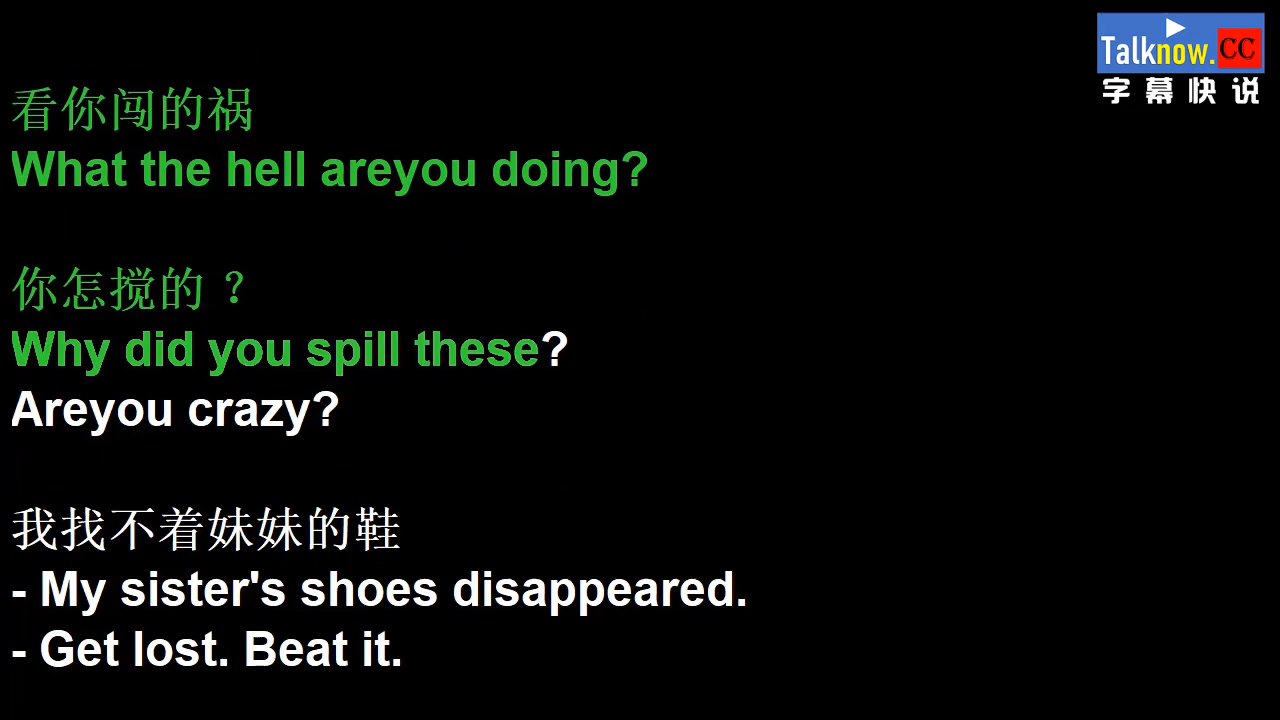 Talknow.CC
字幕快说
看你闯的祸
What the hell areyou doing?
你怎搅的？
Why did you spill these?
Areyou crazy?
我找不着妹妹的鞋
- My sister's shoes disappeared.
- Get lost. Beat it.